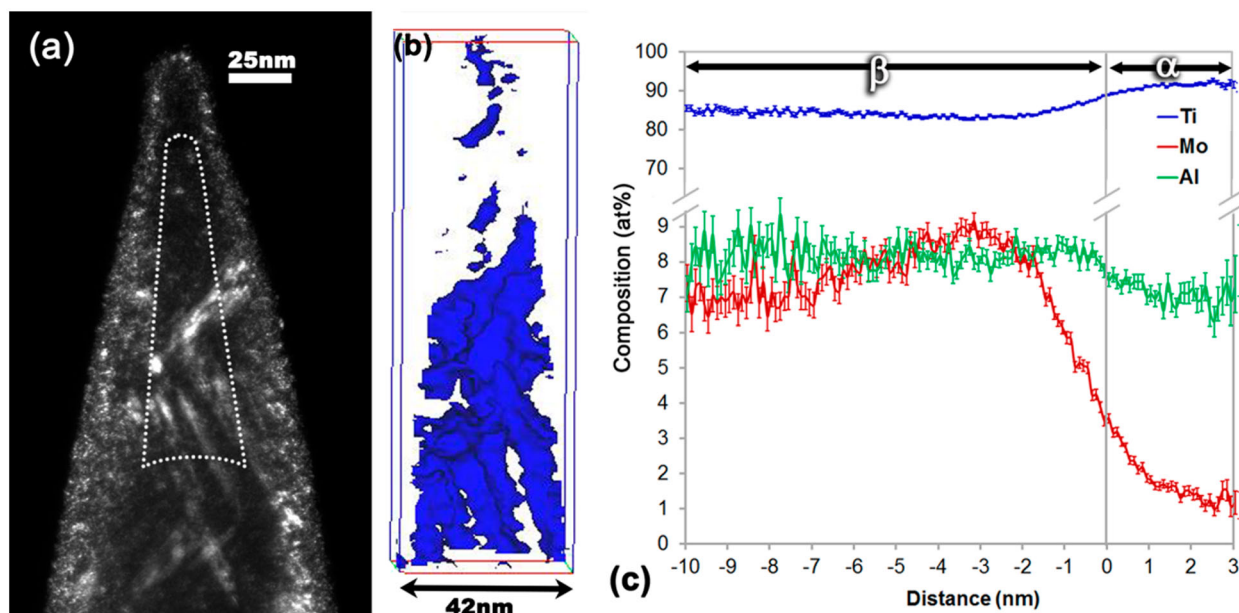 (a)
25nm
(b)
42nm
(c)
100
90
80
70
9
8
7
6
5
4
3
2
1
0
Composition (at%)
β
α
Ti
Mo
Al
-10 -9 -8 -7 -6 -5 -4 -3 -2 -1 0 1 2 3
Distance (nm)